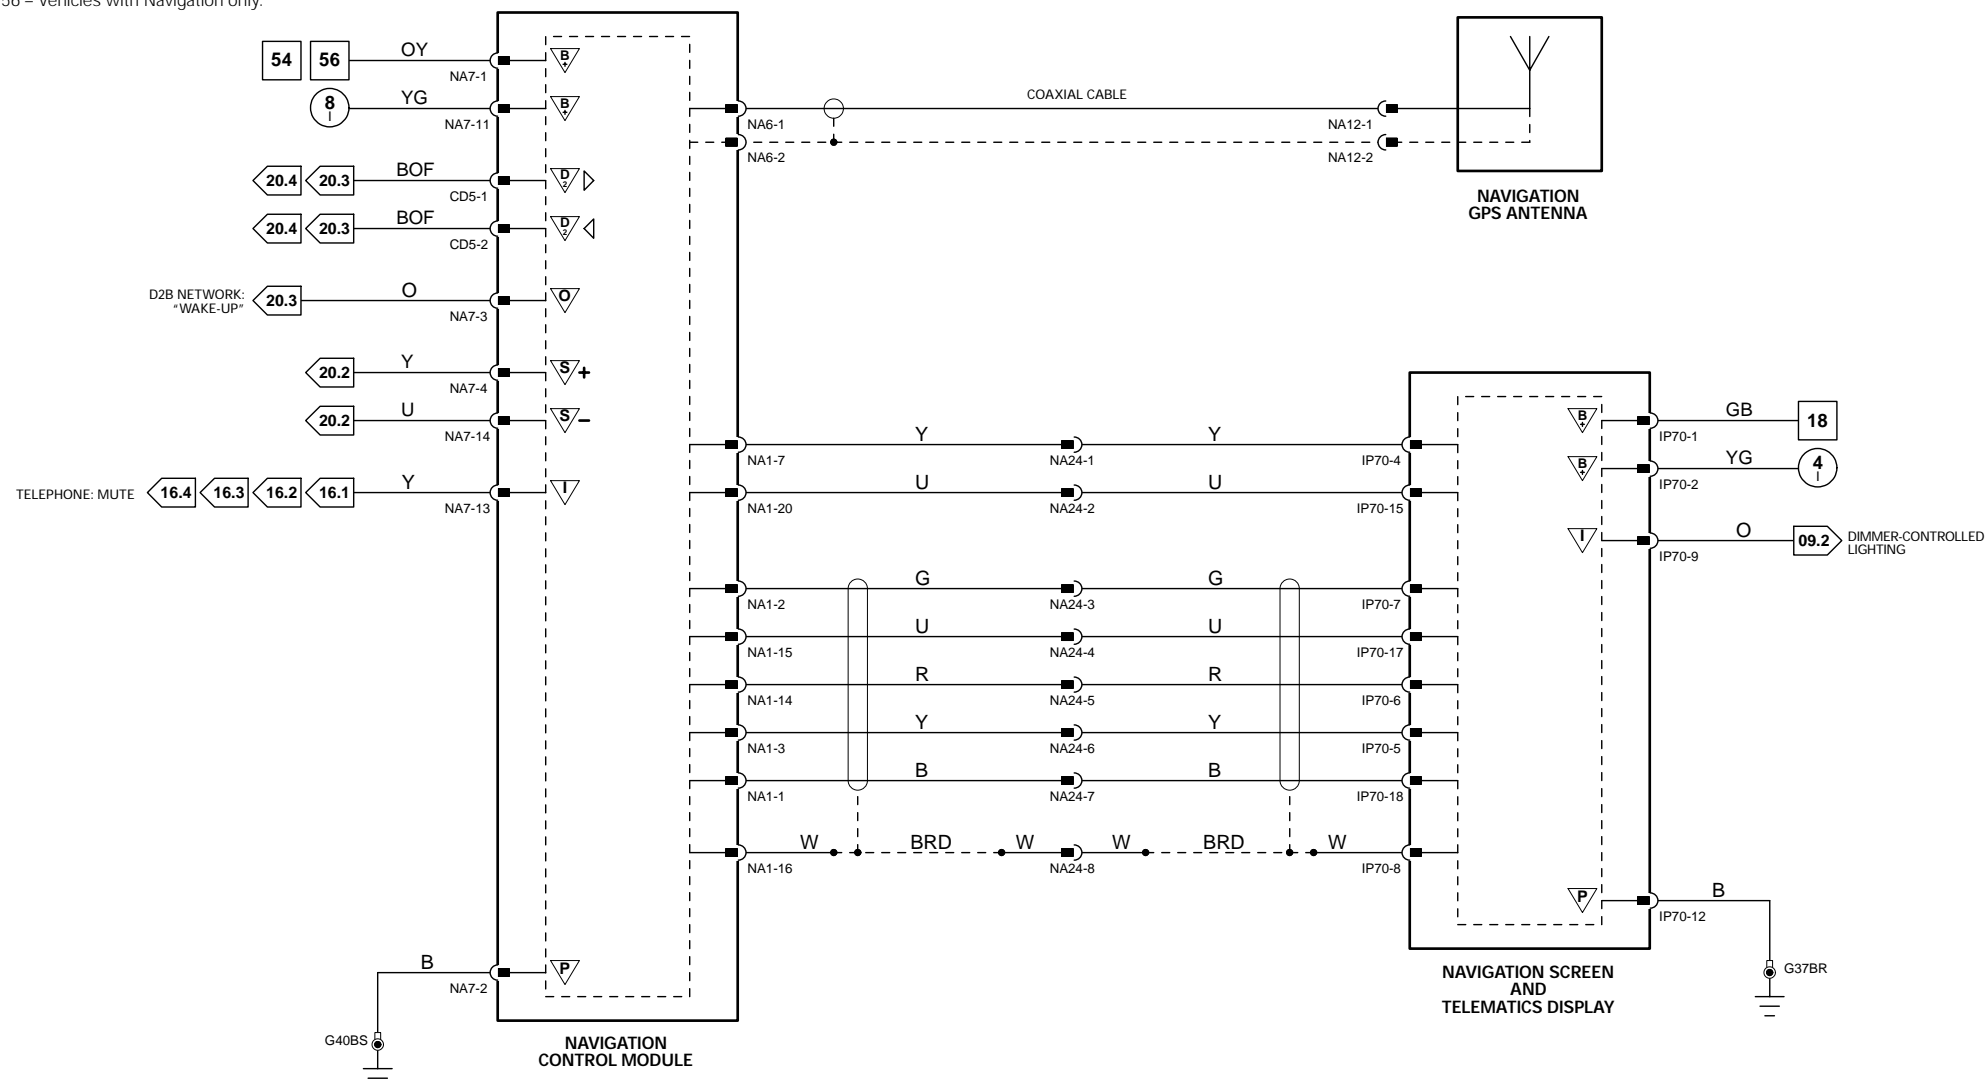 56 – Vehicles with Navigation only.
54 56 OY
NA7-1
B+
8 I YG
NA7-11
B+
20.4 20.3 BOF
CD5-1
D2
20.4 20.3 BOF
CD5-2
D2
D2B NETWORK:
“WAKE-UP”
20.3 O
NA7-3
O
20.2 Y
NA7-4
S +
20.2 U
NA7-14
S –
TELEPHONE: MUTE 16.4 16.3 16.2 16.1 Y
NA7-13
I
B
NA7-2
P
G40BS
NAVIGATION
CONTROL MODULE
COAXIAL CABLE
NA6-1 NA12-1
NA6-2 NA12-2
NAVIGATION
GPS ANTENNA
Y Y
NA1-7 NA24-1 IP70-4
U U
NA1-20 NA24-2 IP70-15
G G
NA1-2 NA24-3 IP70-7
U U
NA1-15 NA24-4 IP70-17
R R
NA1-14 NA24-5 IP70-6
Y Y
NA1-3 NA24-6 IP70-5
B B
NA1-1 NA24-7 IP70-18
W BRD W W BRD W
NA1-16 NA24-8 IP70-8
B+ GB 18
IP70-1
B+ YG 4 I
IP70-2
I O 09.2 DIMMER-CONTROLLED
LIGHTING
IP70-9
P B
IP70-12
G37BR
NAVIGATION SCREEN
AND
TELEMATICS DISPLAY